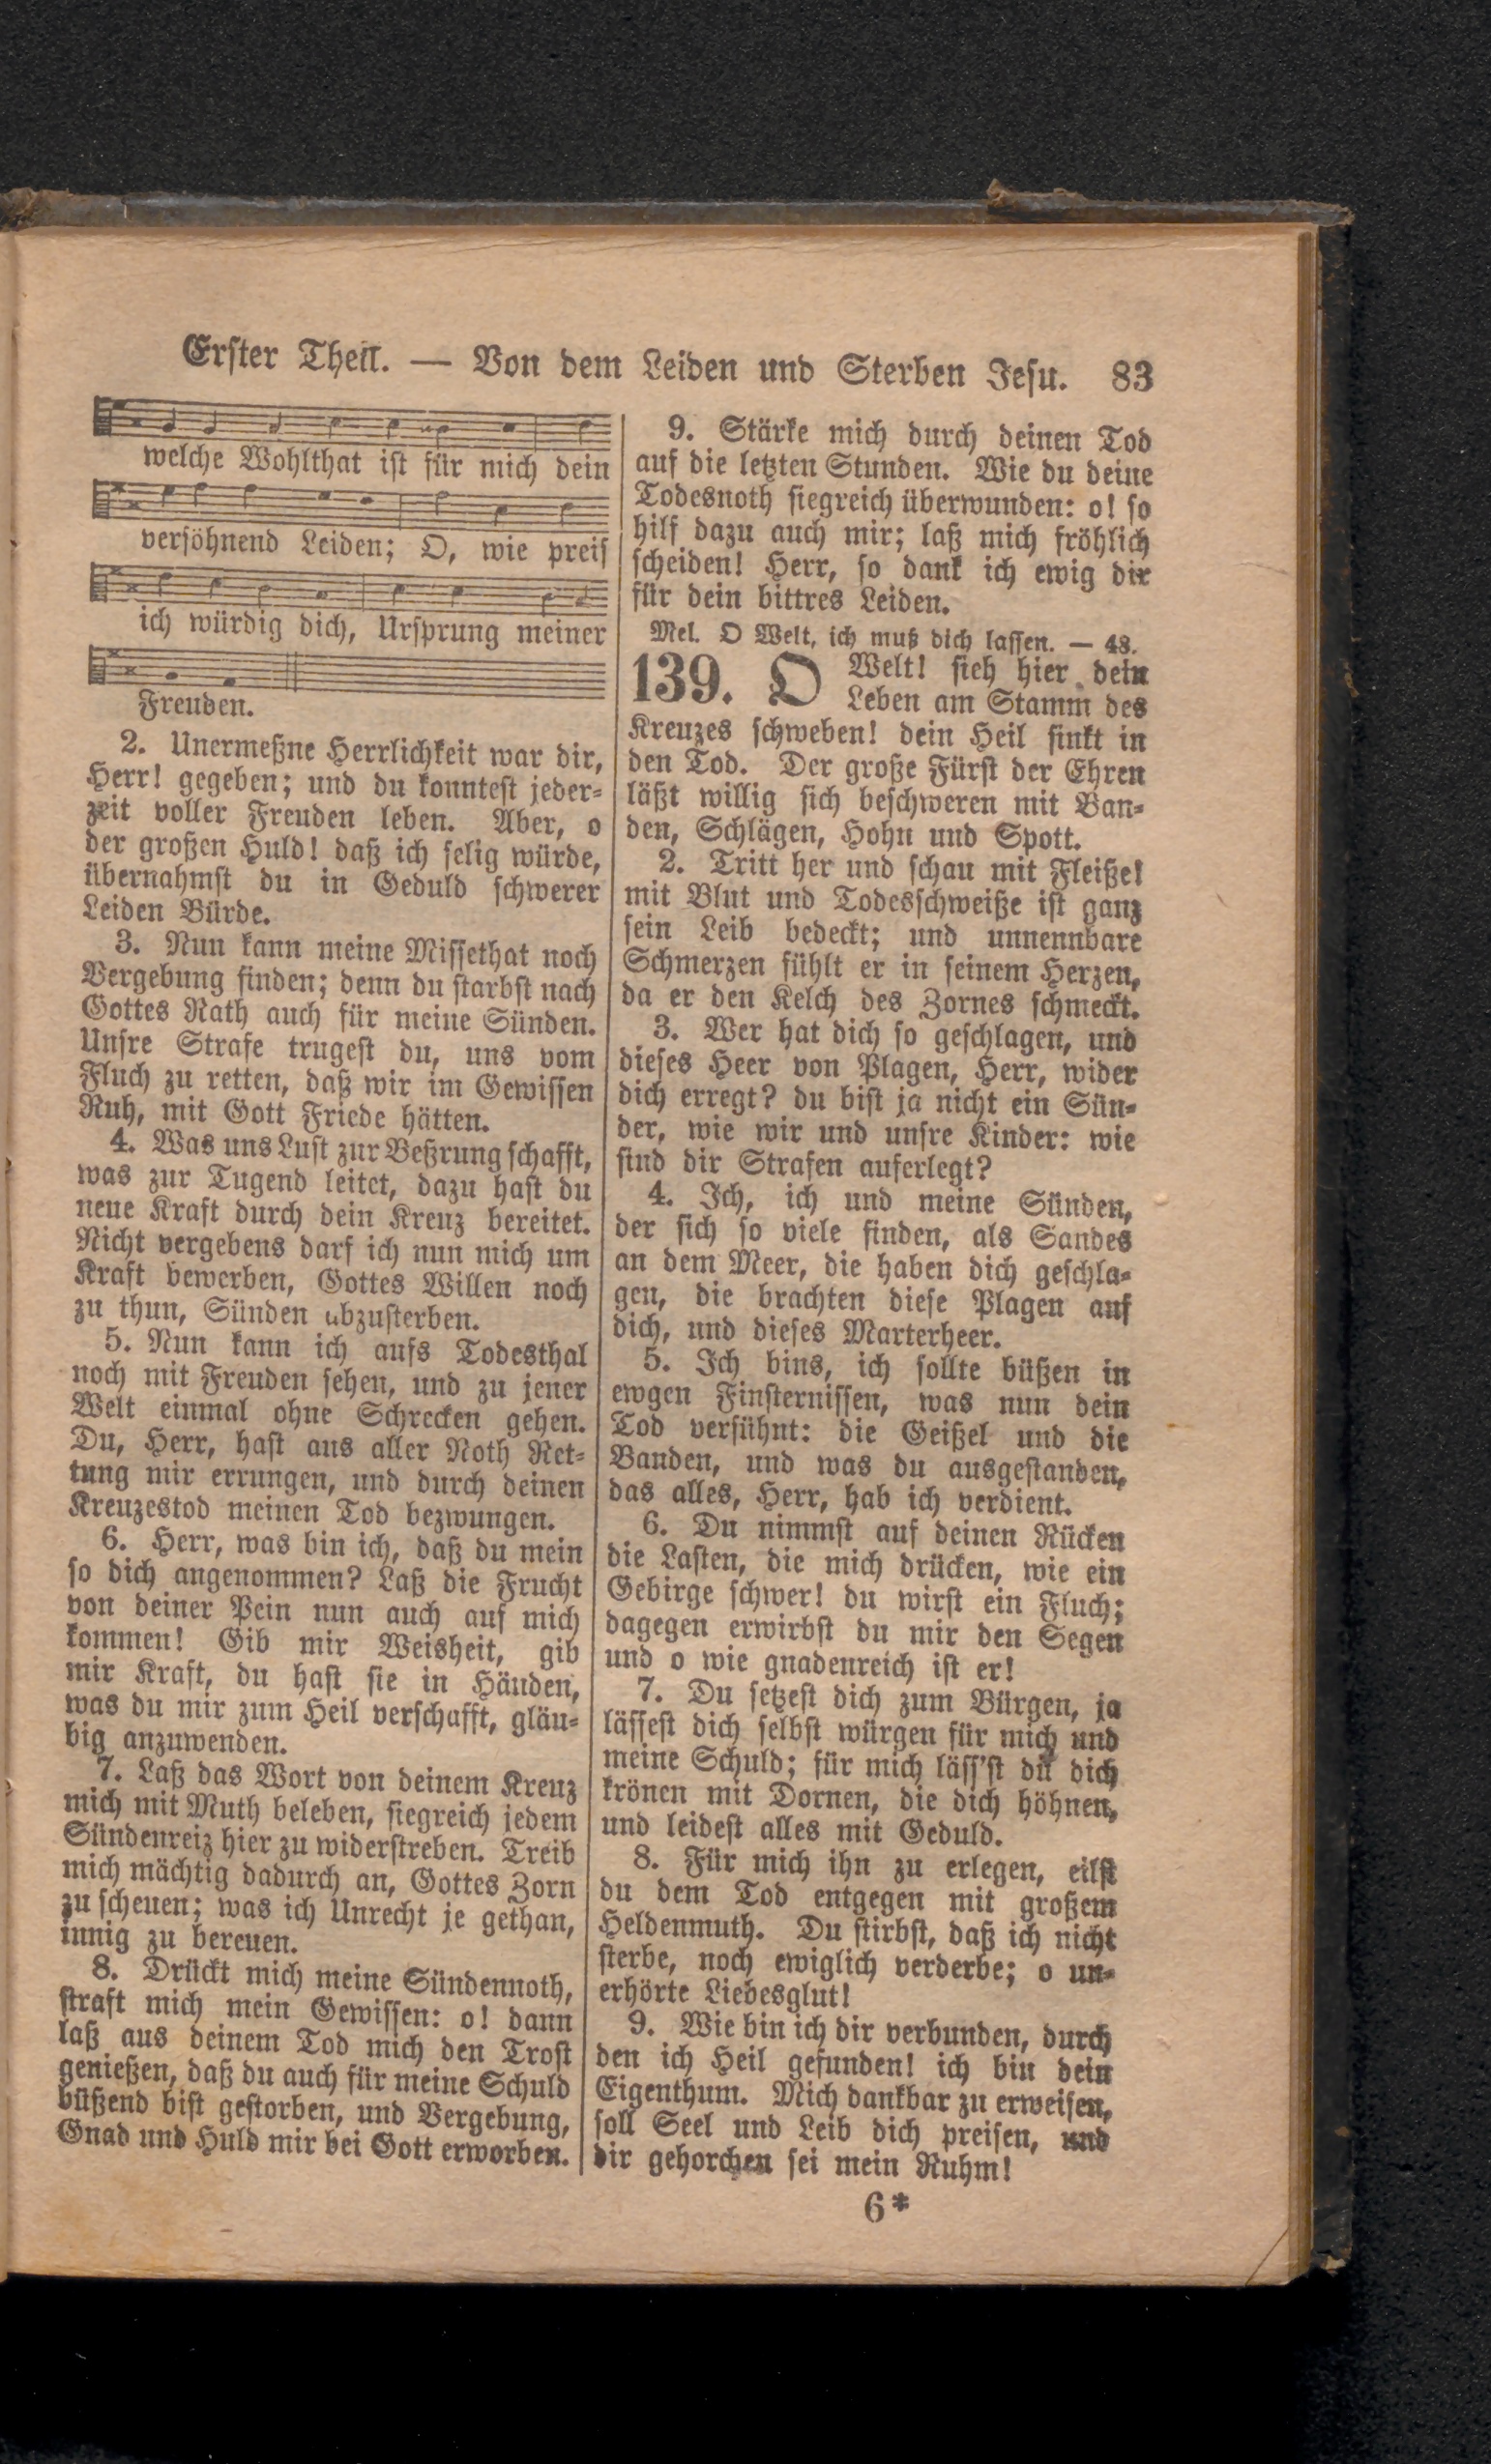 Erster Theil. — Von dem Leiden und Sterben Jesu. 83
welche Wohlthat ist für mich dein
versöhnend Leiden; O, wie preis
ich würdig dich, Ursprung meiner
Freuden.
2. Unermeßne Herrlichkeit war dir,
Herr! gegeben; und du konntest jeder-
zeit voller Freuden leben. Aber, o
der großen Huld! daß ich selig würde,
übernahmst du in Geduld schwerer
Leiden Bürde.
3. Nun kann meine Missethat noch
Vergebung finden; denn du starbst nach
Gottes Rath auch für meine Sünden.
Unsre Strafe trugest du, uns vom
Fluch zu retten, daß wir im Gewissen
Ruh, mit Gott Friede hätten.
4. Was uns Lust zur Beßrung schafft,
was zur Tugend leitet, dazu hast du
neue Kraft durch dein Kreuz bereitet.
Nicht vergebens darf ich nun mich um
Kraft bewerben, Gottes Willen noch
zu thun, Sünden abzusterben.
5. Nun kann ich aufs Todesthal
noch mit Freuden sehen, und zu jener
Welt einmal ohne Schrecken gehen.
Du, Herr, hast aus aller Noth Ret-
tung mir errungen, und durch deinen
Kreuzestod meinen Tod bezwungen.
6. Herr, was bin ich, daß du mein
so dich angenommen? Laß die Frucht
von deiner Pein nun auch auf mich
kommen! Gib mir Weisheit, gib
mir Kraft, du hast sie in Händen,
was du mir zum Heil verschafft, gläu-
big anzuwenden.
7. Laß das Wort von deinem Kreuz
mich mit Muth beleben, siegreich jedem
Sündenreiz hier zu widerstreben. Treib
mich mächtig dadurch an, Gottes Zorn
zu scheuen; was ich Unrecht je gethan,
innig zu bereuen.
8. Drückt mich meine Sündennoth,
straft mich mein Gewissen: o! dann
laß aus deinem Tod mich den Trost
genießen, daß du auch für meine Schuld
büßend bist gestorben, und Vergebung,
Gnad und Huld mir bei Gott erworben.
9. Stärke mich durch deinen Tod
auf die letzten Stunden. Wie du deine
Todesnoth siegreich überwunden: o! so
hilf dazu auch mir; laß mich fröhlich
scheiden! Herr, so dank ich ewig dir
für dein bittres Leiden.
Mel. O Welt, ich muß dich lassen. — 48.
139. O Welt! sieh hier dein
Leben am Stamm des
Kreuzes schweben! dein Heil sinkt in
den Tod. Der große Fürst der Ehren
läßt willig sich beschweren mit Ban-
den, Schlägen, Hohn und Spott.
2. Tritt her und schau mit Fleiße!
mit Blut und Todesschweiße ist ganz
sein Leib bedeckt; und unnennbare
Schmerzen fühlt er in seinem Herzen,
da er den Kelch des Zornes schmeckt.
3. Wer hat dich so geschlagen, und
dieses Heer von Plagen, Herr, wider
dich erregt? du bist ja nicht ein Sün-
der, wie wir und unsre Kinder: wie
sind dir Strafen auferlegt?
4. Ich, ich und meine Sünden,
der sich so viele finden, als Sandes
an dem Meer, die haben dich geschla-
gen, die brachten diese Plagen auf
dich, und dieses Marterheer.
5. Ich bins, ich sollte büßen in
ewgen Finsternissen, was nun dein
Tod versühnt: die Geißel und die
Banden, und was du ausgestanden,
das alles, Herr, hab ich verdient.
6. Du nimmst auf deinen Rücken
die Lasten, die mich drücken, wie ein
Gebirge schwer! du wirst ein Fluch;
dagegen erwirbst du mir den Segen
und o wie gnadenreich ist er!
7. Du setzest dich zum Bürgen, ja
lässest dich selbst würgen für mich und
meine Schuld; für mich läss'st du dich
krönen mit Dornen, die dich höhnen,
und leidest alles mit Geduld.
8. Für mich ihn zu erlegen, eilst
du dem Tod entgegen mit großem
Heldenmuth. Du stirbst, daß ich nicht
sterbe, noch ewiglich verderbe; o un-
erhörte Liebesglut!
9. Wie bin ich dir verbunden, durch
den ich Heil gefunden! ich bin dein
Eigenthum. Mich dankbar zu erweisen,
soll Seel und Leib dich preisen, und
dir gehorchen sei mein Ruhm!
6*